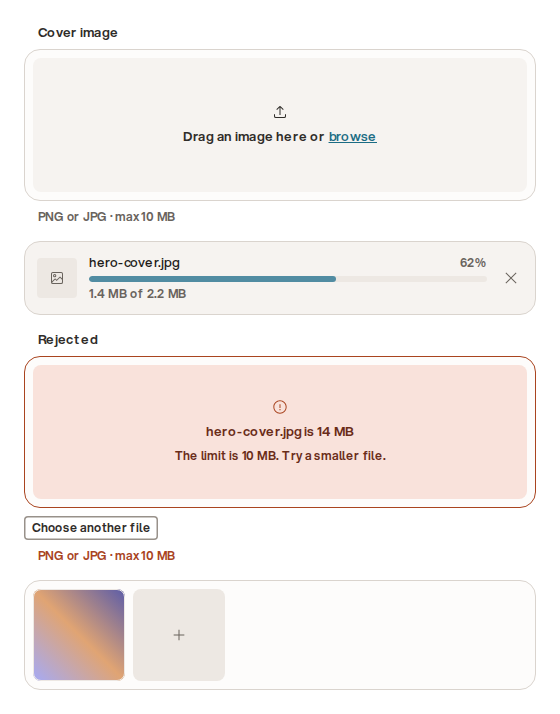 Cover image
Drag an image here or browse
PNG or JPG · max 10 MB
hero-cover.jpg 62%
1.4 MB of 2.2 MB
Rejected
hero-cover.jpg is 14 MB
The limit is 10 MB. Try a smaller file.
Choose another file
PNG or JPG · max 10 MB